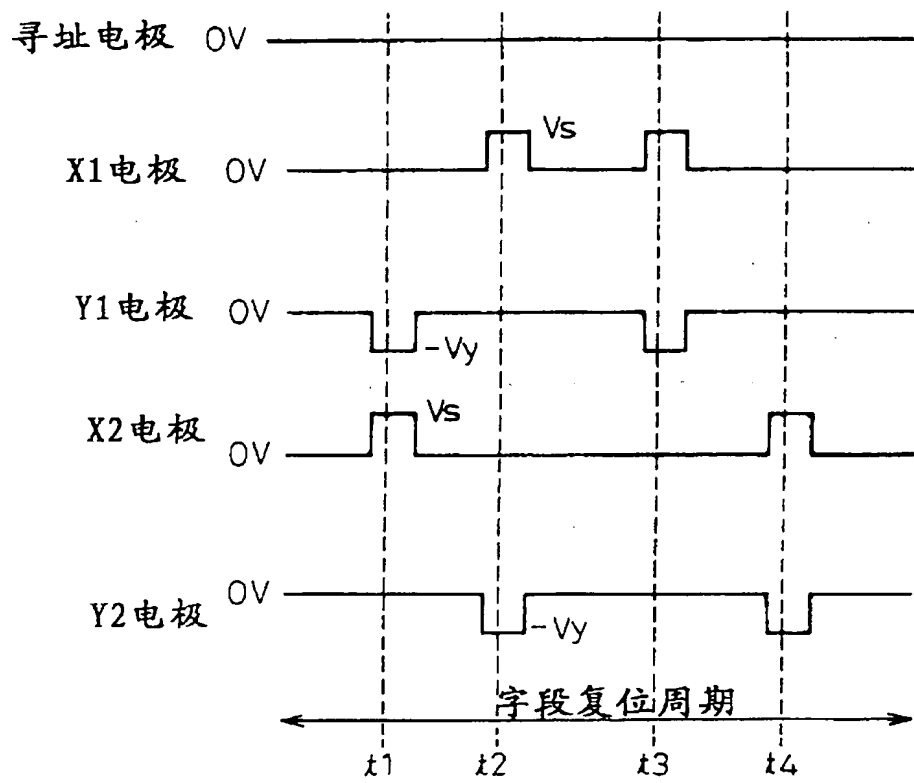 寻址电极 0V
X1电极 0V
Vs
Y1电极 0V
-Vy
X2电极 0V
Vs
Y2电极 0V
-Vy
字段复位周期
t1 t2 t3 t4